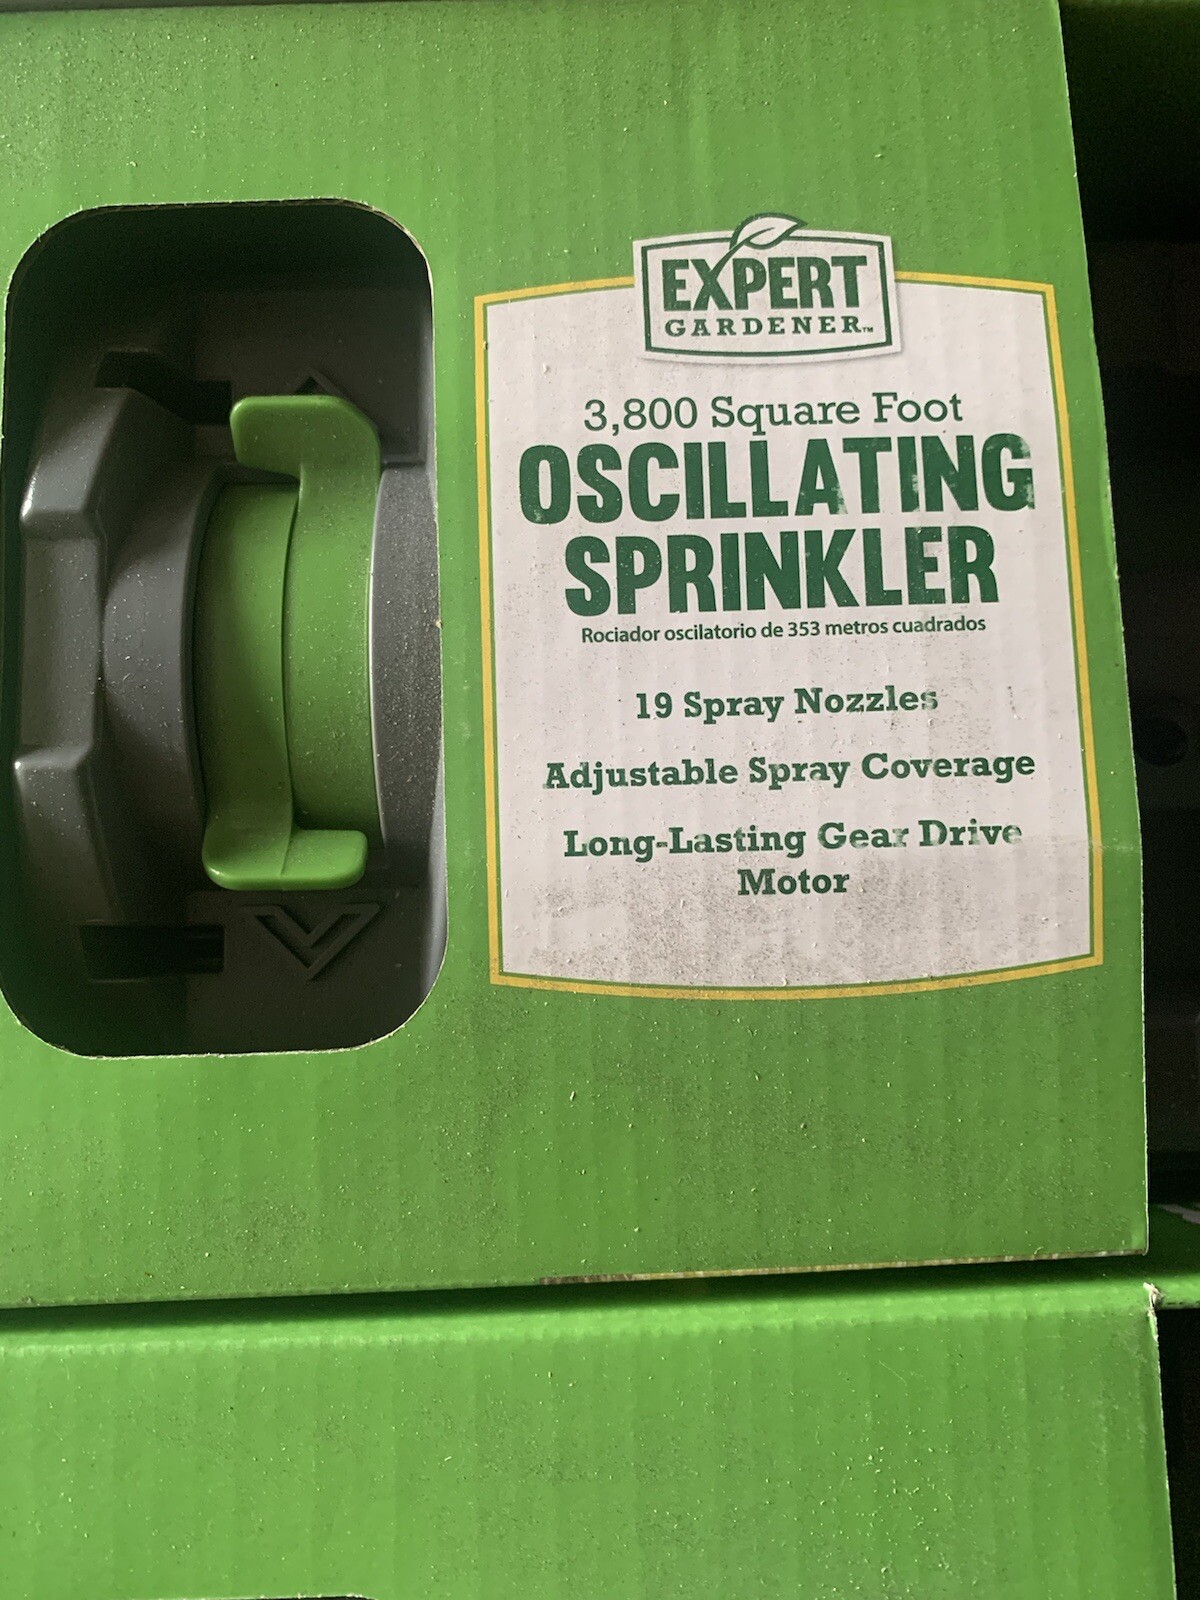 EXPERT
GARDENER™
3,800 Square Foot
OSCILLATING
SPRINKLER
Rociador oscilatorio de 353 metros cuadrados
19 Spray Nozzles
Adjustable Spray Coverage
Long-Lasting Gear Drive
Motor